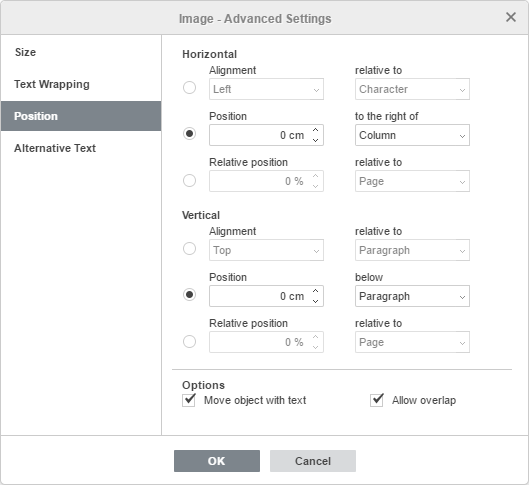 Image - Advanced Settings
Size
Text Wrapping
Position
Alternative Text
Horizontal
Alignment relative to
Left Character
Position to the right of
0 cm Column
Relative position relative to
0 % Page
Vertical
Alignment relative to
Top Paragraph
Position below
0 cm Paragraph
Relative position relative to
0 % Page
Options
Move object with text Allow overlap
OK Cancel